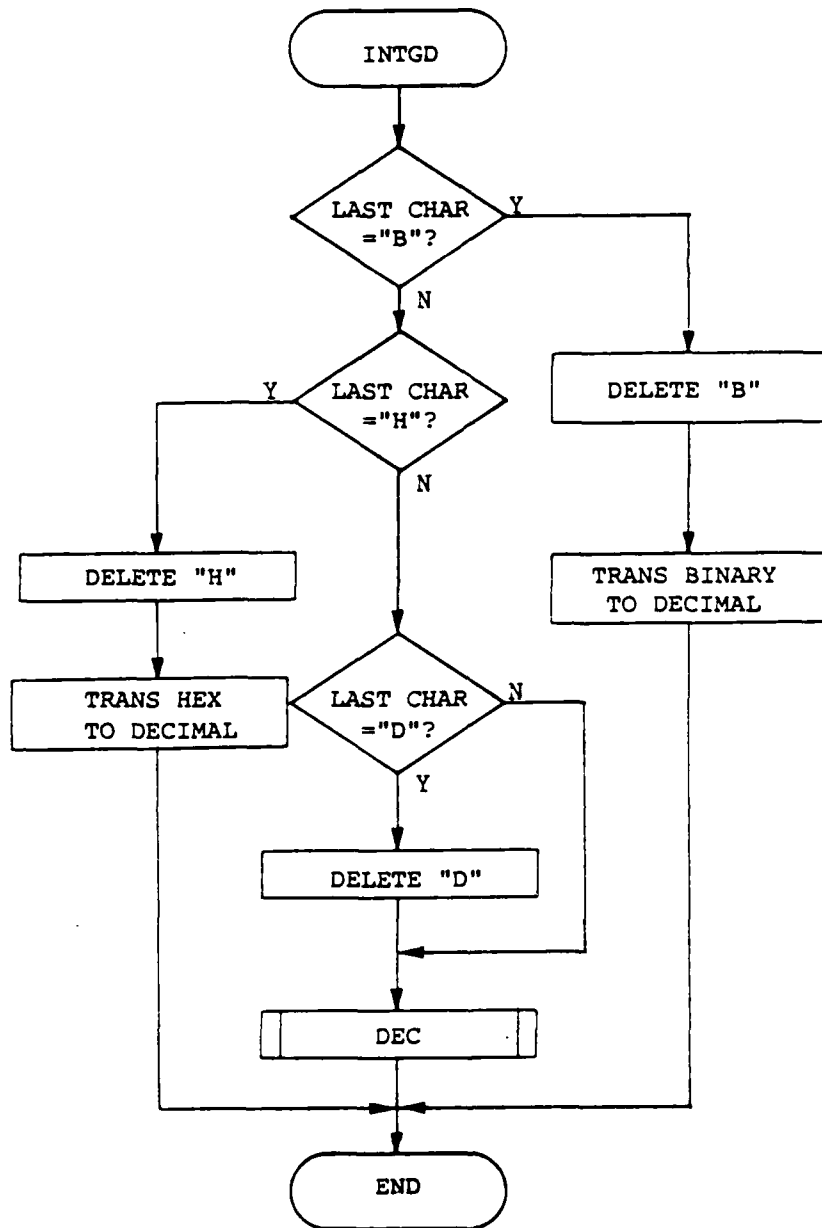 INTGD
LAST CHAR
="B"?
Y
N
LAST CHAR
="H"?
Y
N
DELETE "B"
DELETE "H"
TRANS BINARY
TO DECIMAL
TRANS HEX
TO DECIMAL
LAST CHAR
="D"?
N
Y
DELETE "D"
DEC
END